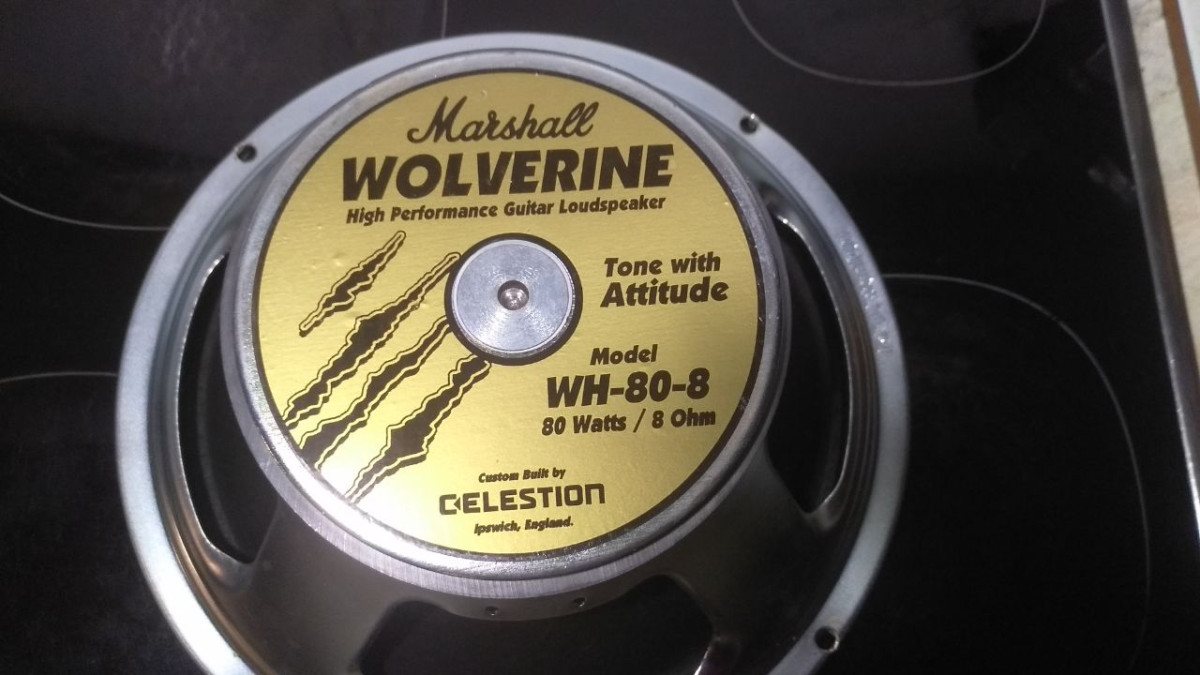 Marshall
WOLVERINE
High Performance Guitar Loudspeaker
Tone with
Attitude
Model
WH-80-8
80 Watts / 8 Ohm
Custom Built by
CELESTION
Ipswich, England.